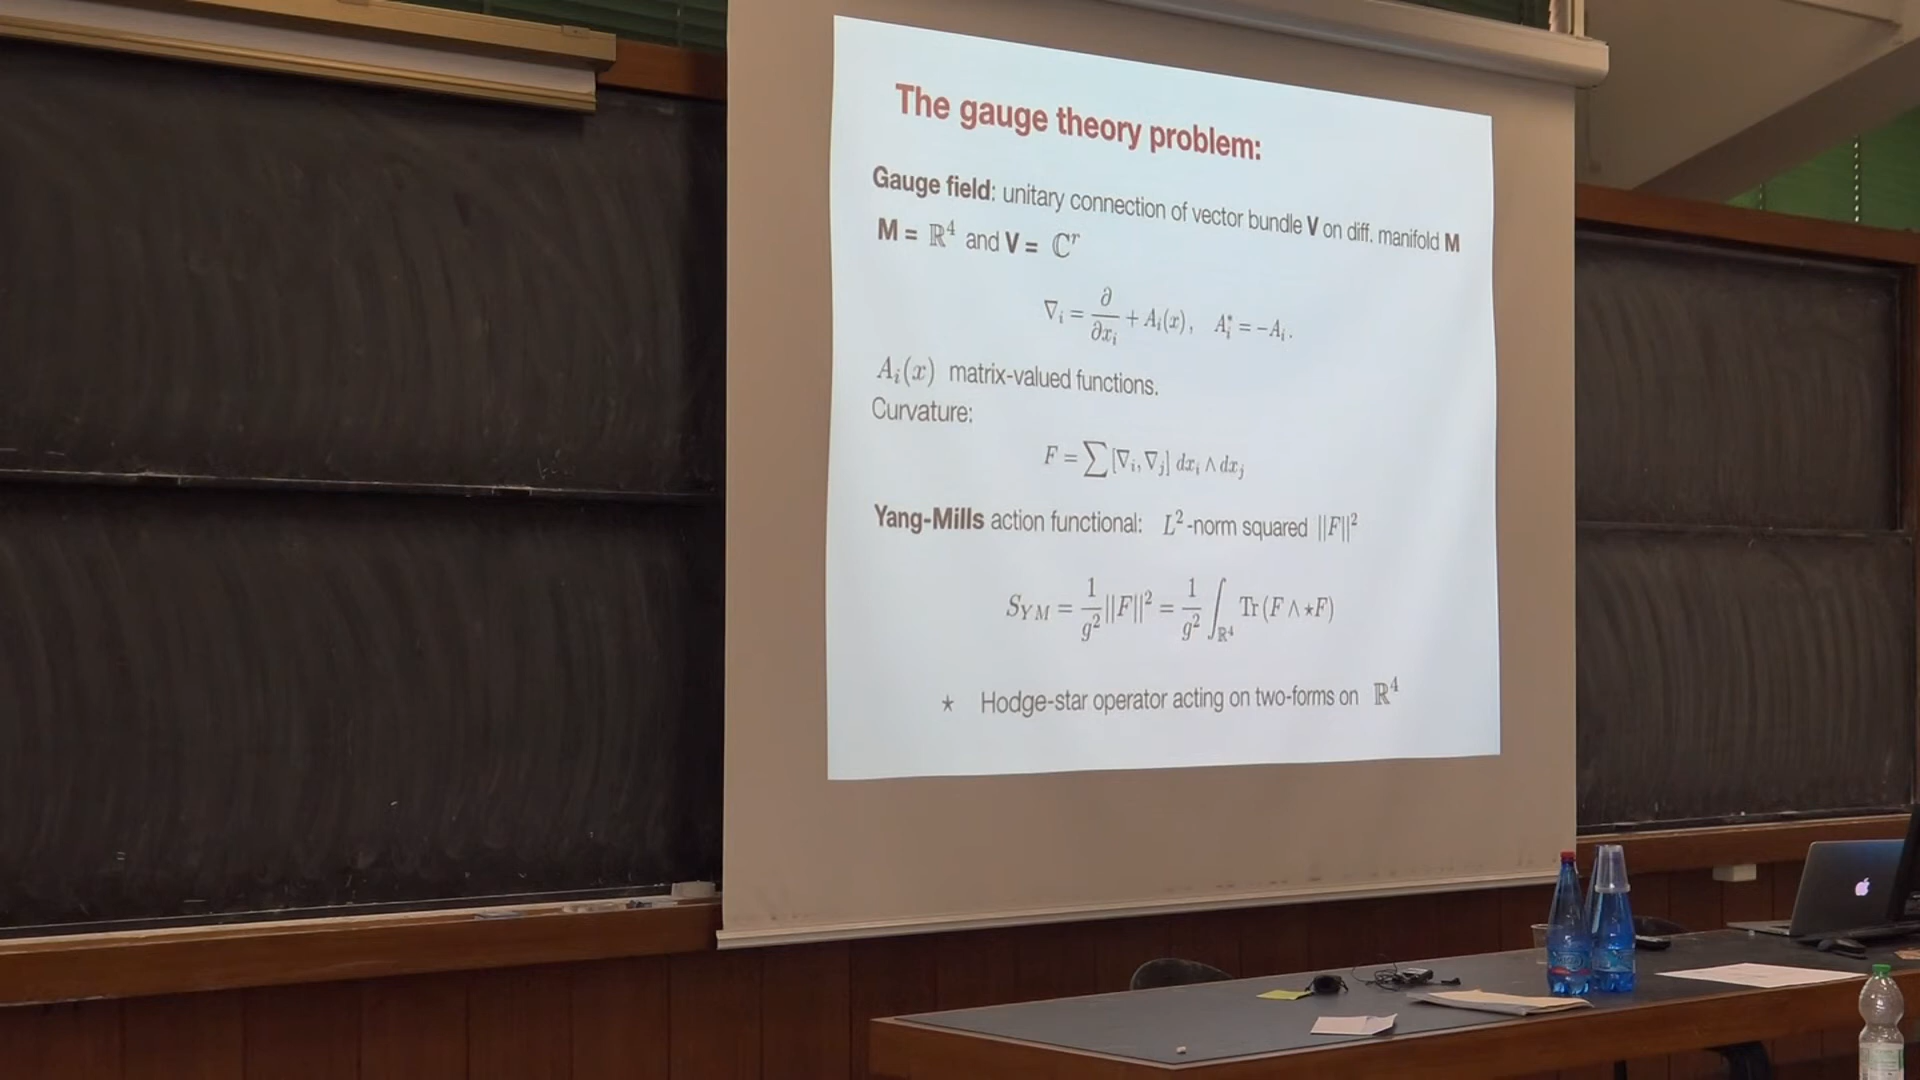 The gauge theory problem:
Gauge field: unitary connection of vector bundle V on diff. manifold M
M = ℝ⁴ and V = ℂʳ
∇ᵢ = ∂/∂xᵢ + Aᵢ(x), Aᵢ* = −Aᵢ.
Aᵢ(x) matrix-valued functions.
Curvature:
F = ∑[∇ᵢ, ∇ⱼ] dxᵢ ∧ dxⱼ
Yang-Mills action functional: L²-norm squared ||F||²
S_YM = 1/g² ||F||² = 1/g² ∫_ℝ⁴ Tr(F ∧ ⋆F)
⋆ Hodge-star operator acting on two-forms on ℝ⁴